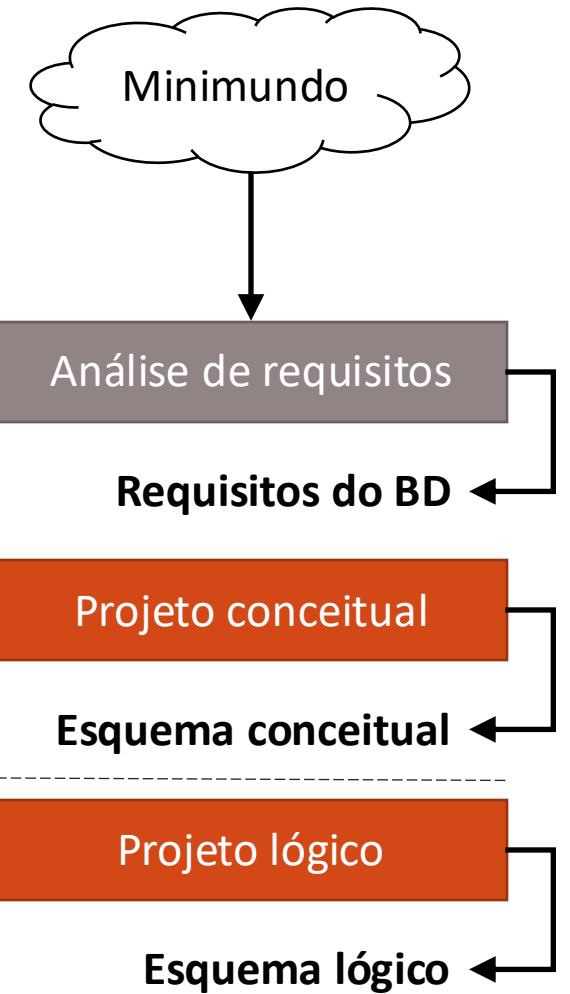 Minimundo
Análise de requisitos
Requisitos do BD
Projeto conceitual
Esquema conceitual
Projeto lógico
Esquema lógico